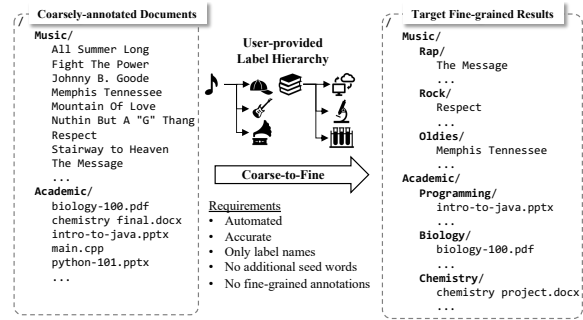 Coarsely-annotated Documents
Music/
All Summer Long
Fight The Power
Johnny B. Goode
Memphis Tennessee
Mountain Of Love
Nuthin But A "G" Thang
Respect
Stairway to Heaven
The Message
...
Academic/
biology-100.pdf
chemistry final.docx
intro-to-java.pptx
main.cpp
python-101.pptx
...
User-provided
Label Hierarchy
Coarse-to-Fine
Requirements
• Automated
• Accurate
• Only label names
• No additional seed words
• No fine-grained annotations
Target Fine-grained Results
Music/
Rap/
The Message
...
Rock/
Respect
...
Oldies/
Memphis Tennessee
...
Academic/
Programming/
intro-to-java.pptx
...
Biology/
biology-100.pdf
...
Chemistry/
chemistry project.docx
...